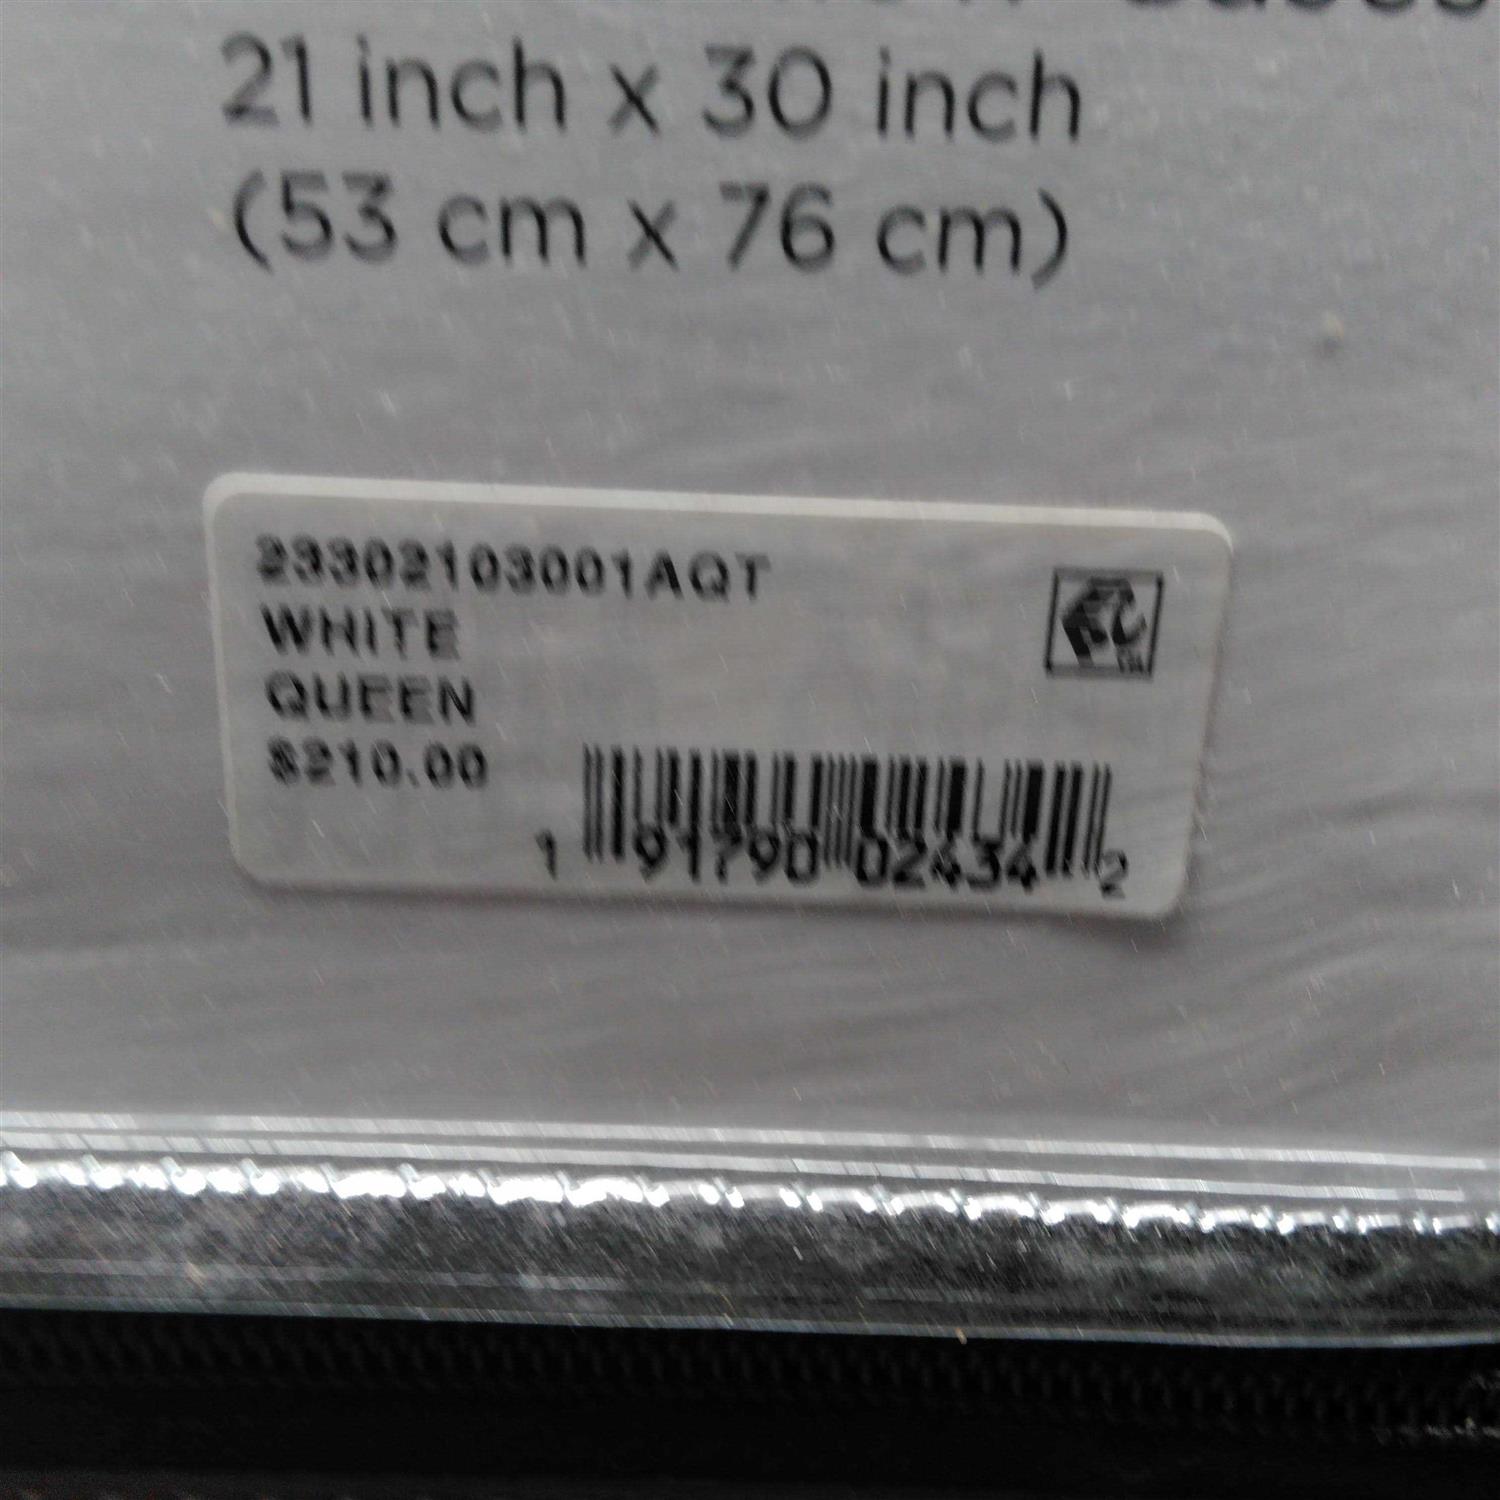 21 inch x 30 inch
(53 cm x 76 cm)
23302103001AQT
WHITE
QUEEN
$210.00
1 91790 02434 2